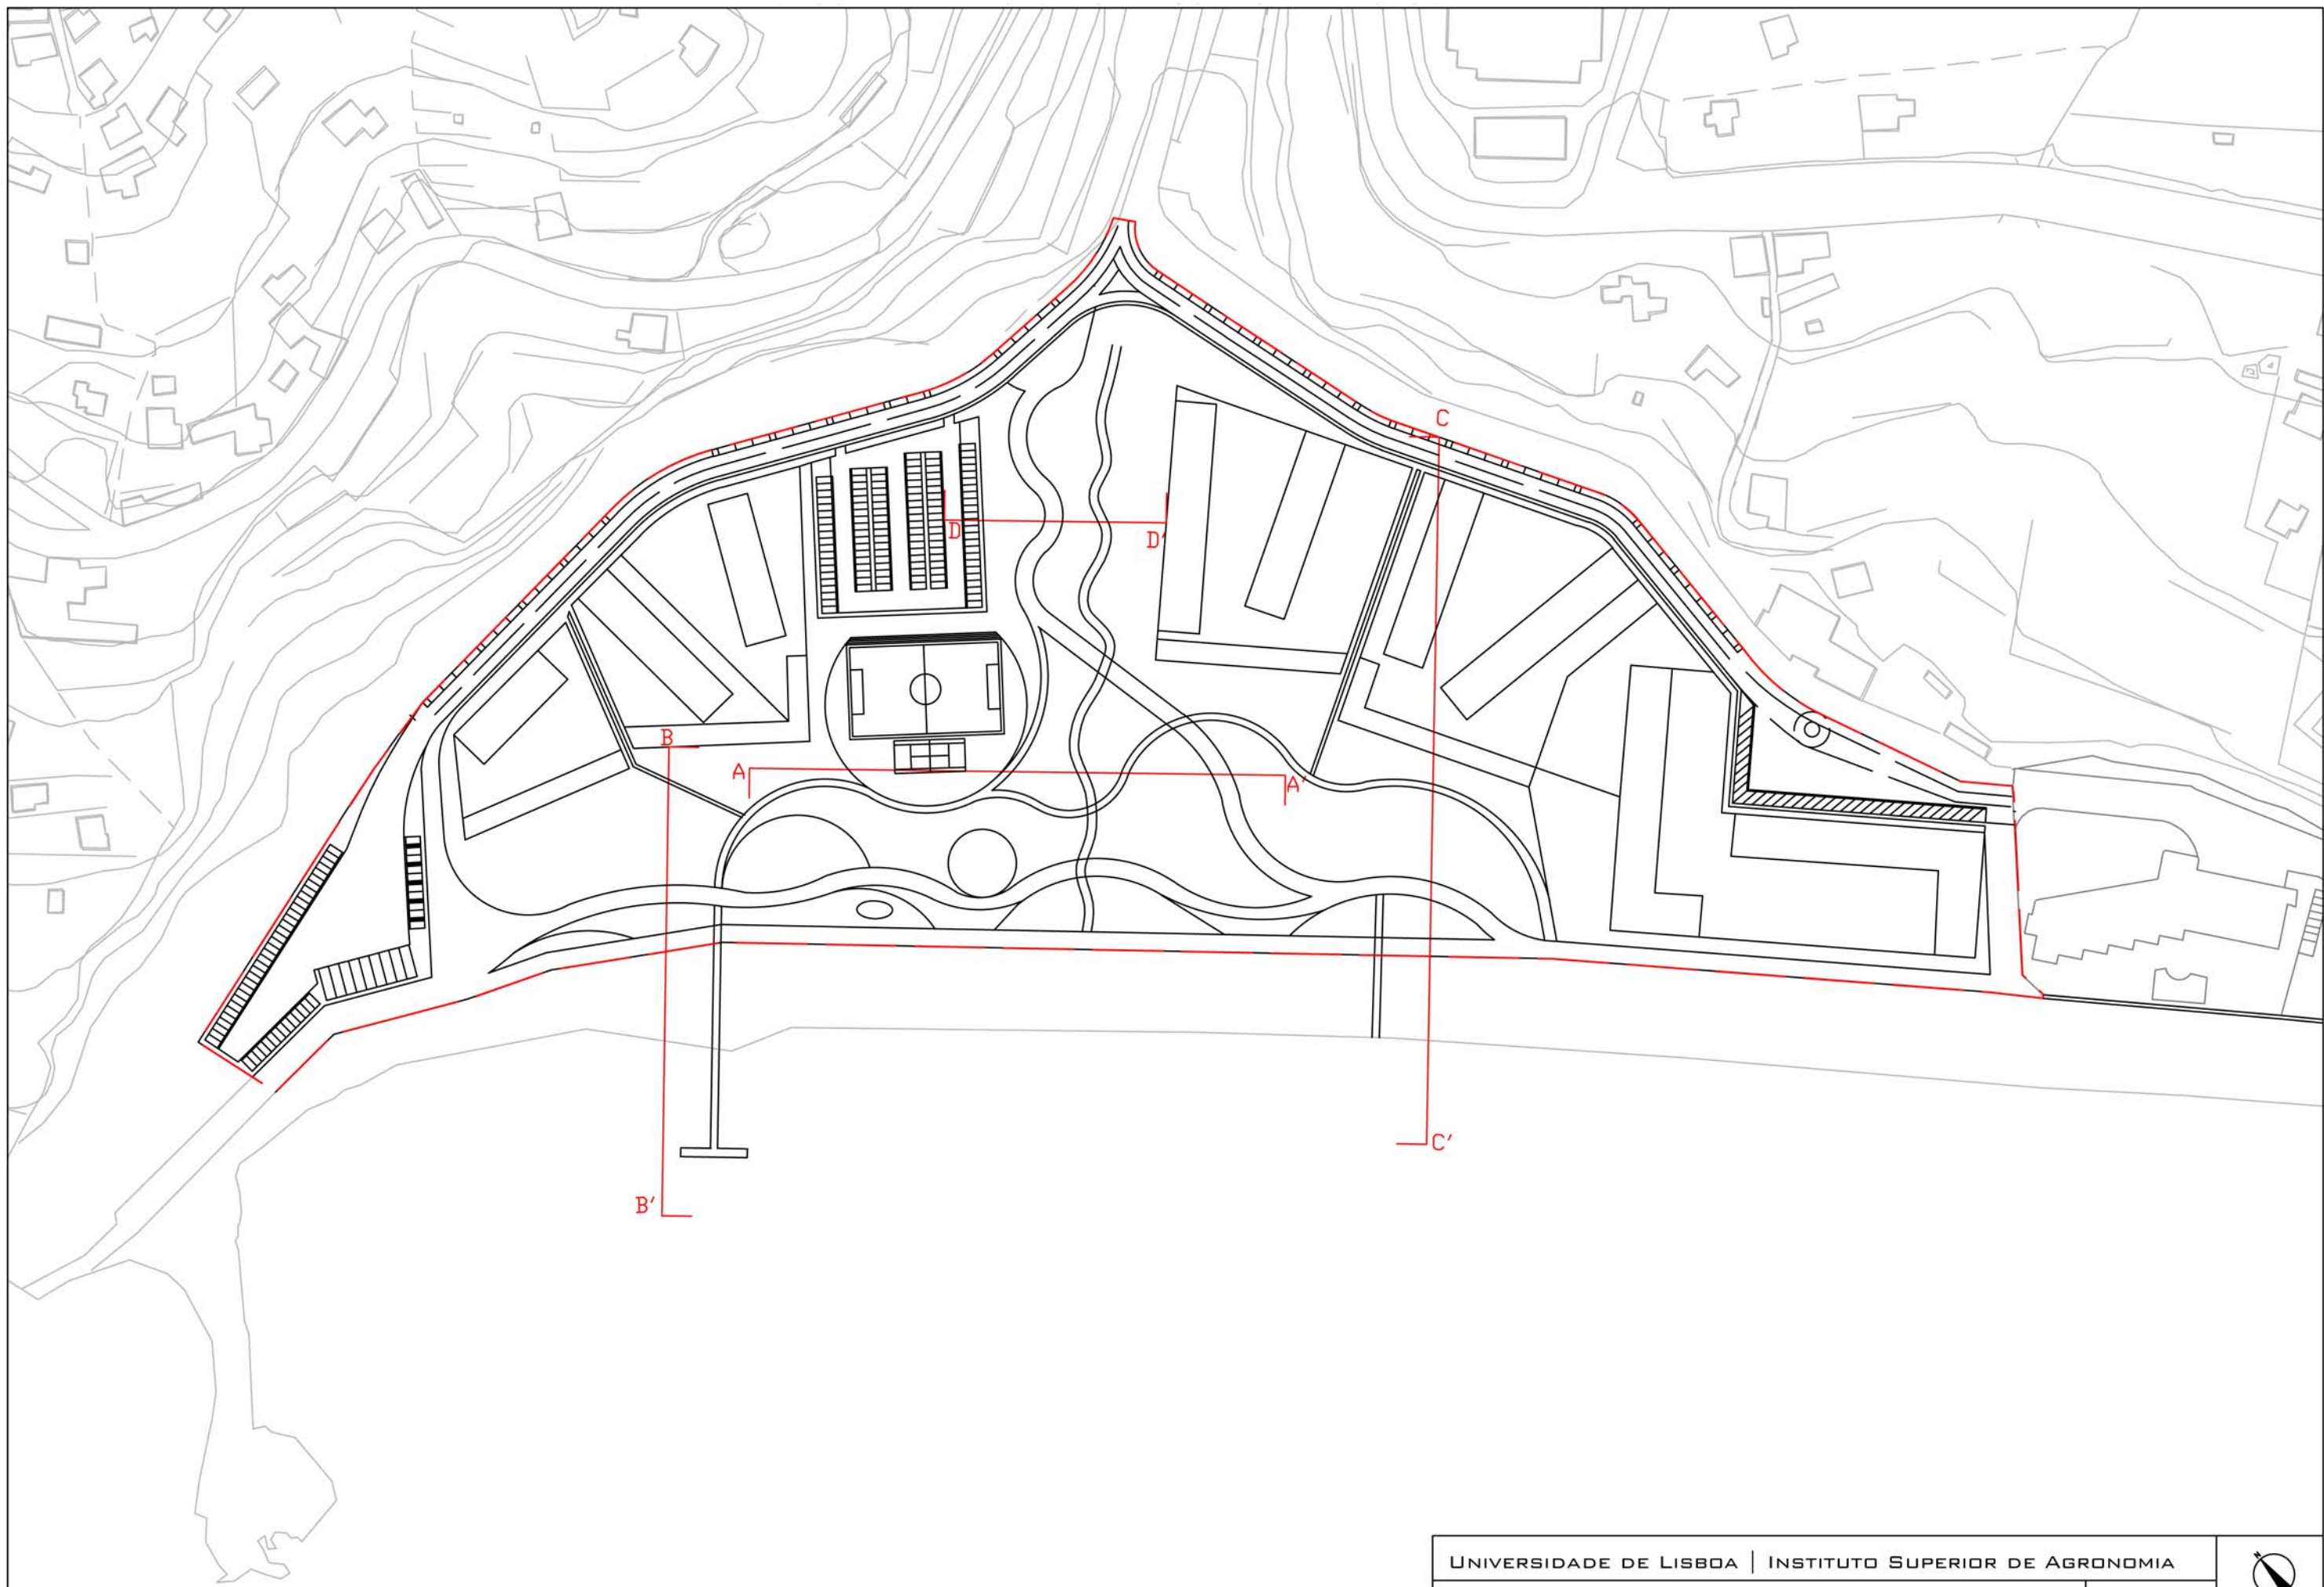 C
D
D'
B
A
A'
C'
B'
UNIVERSIDADE DE LISBOA | INSTITUTO SUPERIOR DE AGRONOMIA
N